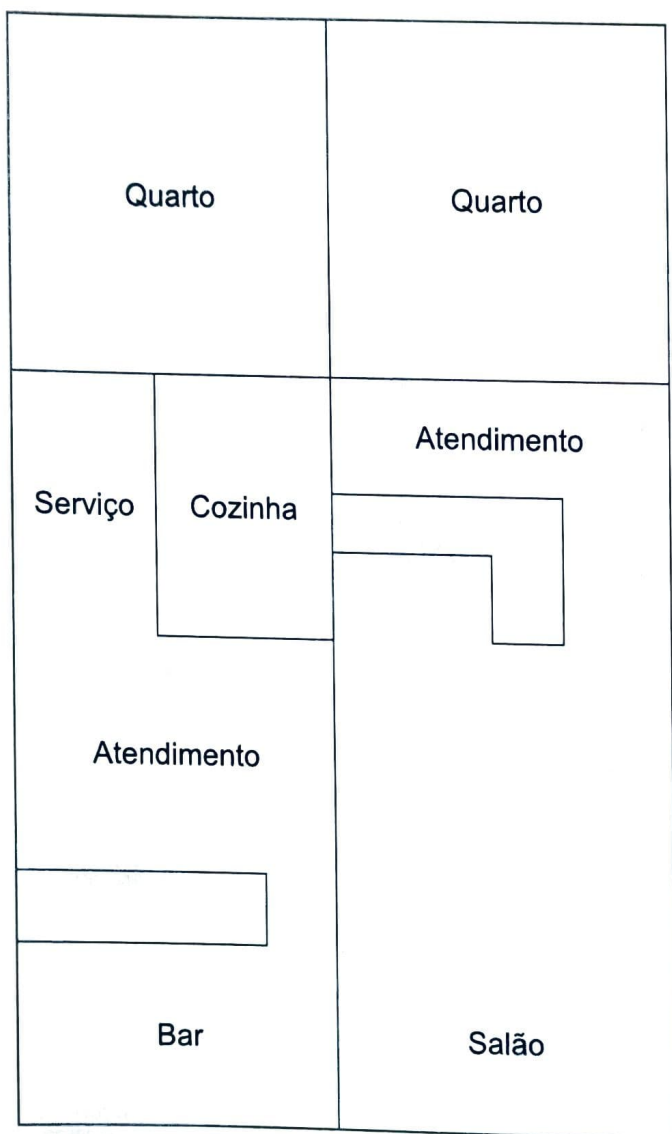 Quarto
Quarto
Atendimento
Serviço
Cozinha
Atendimento
Bar
Salão